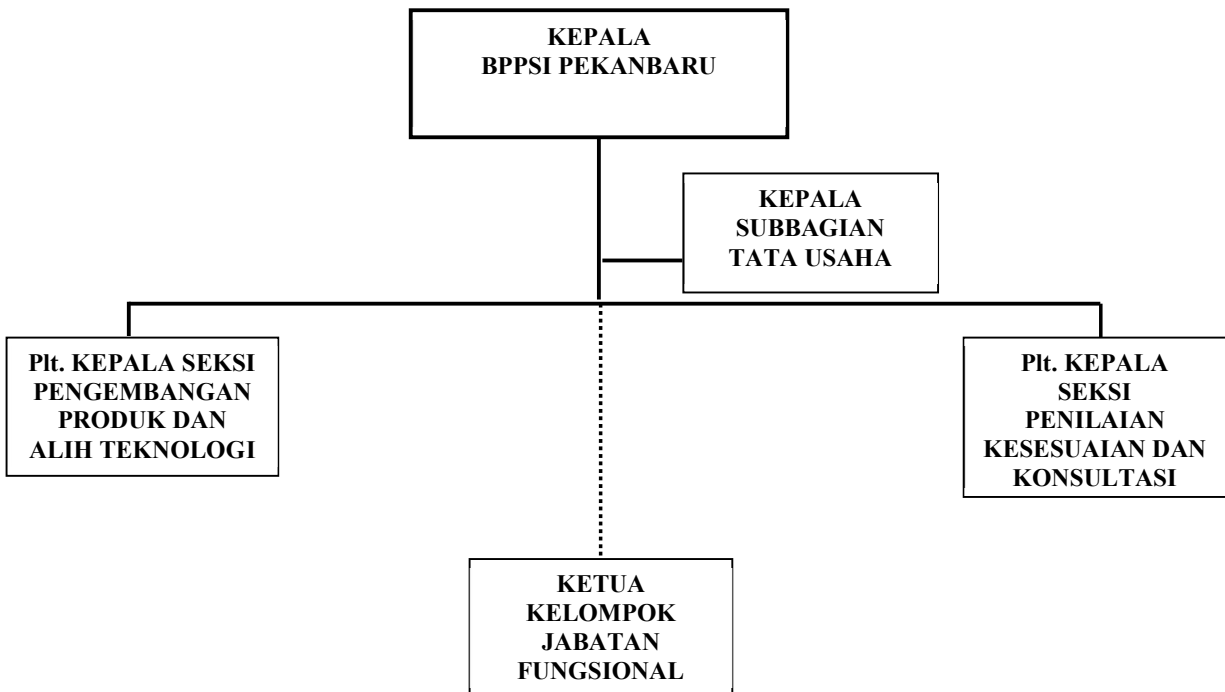 KEPALA
BPPSI PEKANBARU
KEPALA
SUBBAGIAN
TATA USAHA
Plt. KEPALA SEKSI
PENGEMBANGAN
PRODUK DAN
ALIH TEKNOLOGI
Plt. KEPALA
SEKSI
PENILAIAN
KESESUAIAN DAN
KONSULTASI
KETUA
KELOMPOK
JABATAN
FUNGSIONAL